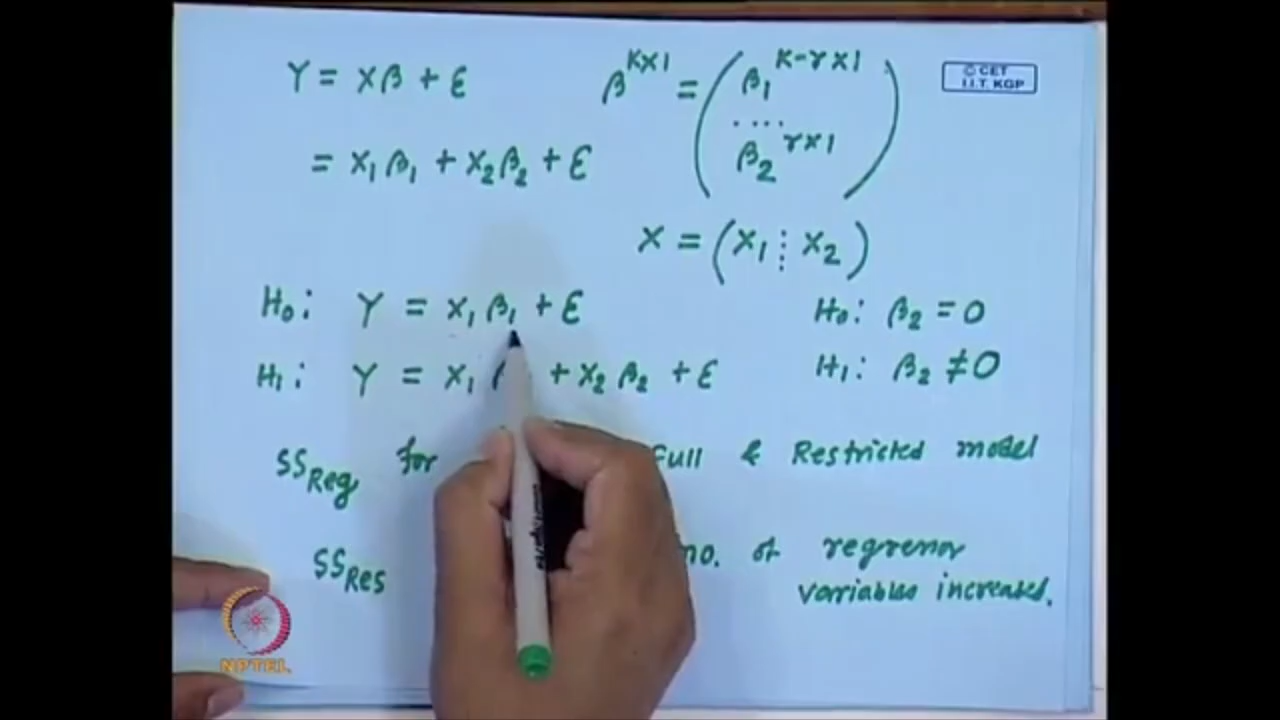 Y = Xβ + ε
β^{K×1} = ( β₁^{K-r×1} .... β₂^{r×1} )
© CET
I.I.T. KGP
= X₁β₁ + X₂β₂ + ε
X = (X₁ ⋮ X₂)
H₀: Y = X₁β₁ + ε H₀: β₂ = 0
H₁: Y = X₁ + X₂β₂ + ε H₁: β₂ ≠ 0
SS_Reg for Full & Restricted model
SS_Res no. of regressor
variables increased.
NPTEL